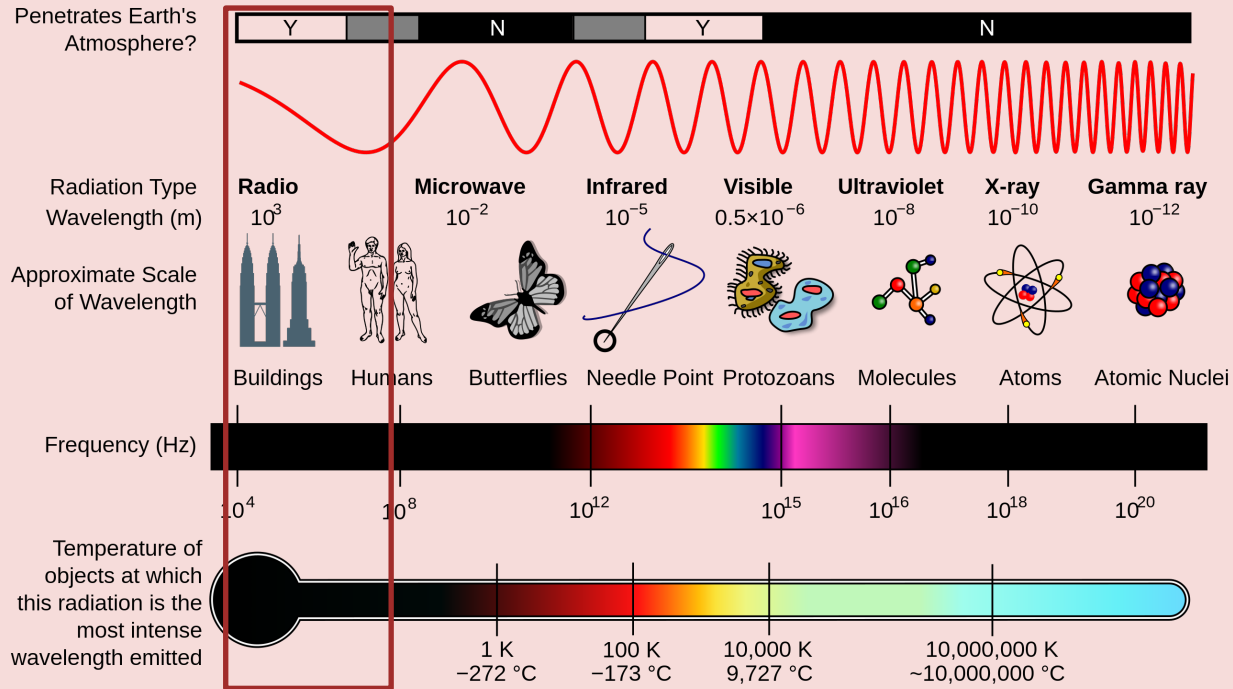 Penetrates Earth's
Atmosphere?
Y N Y N
Radiation Type
Radio Microwave Infrared Visible Ultraviolet X-ray Gamma ray
Wavelength (m)
10³ 10⁻² 10⁻⁵ 0.5×10⁻⁶ 10⁻⁸ 10⁻¹⁰ 10⁻¹²
Approximate Scale
of Wavelength
Buildings Humans Butterflies Needle Point Protozoans Molecules Atoms Atomic Nuclei
Frequency (Hz)
10⁴ 10⁸ 10¹² 10¹⁵ 10¹⁶ 10¹⁸ 10²⁰
Temperature of
objects at which
this radiation is the
most intense
wavelength emitted
1 K 100 K 10,000 K 10,000,000 K
−272 °C −173 °C 9,727 °C ~10,000,000 °C